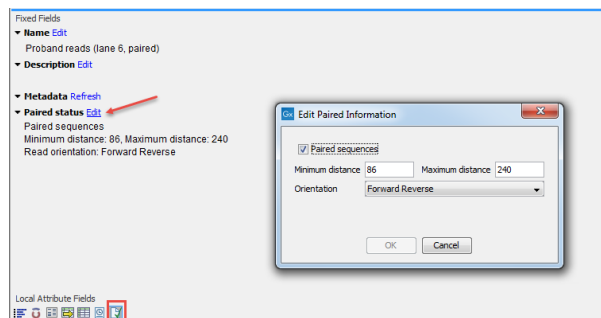 Fixed Fields
Name Edit
Proband reads (lane 6, paired)
Description Edit
Metadata Refresh
Paired status Edit
Paired sequences
Minimum distance: 86, Maximum distance: 240
Read orientation: Forward Reverse
Gx Edit Paired Information
Paired sequences
Minimum distance 86 Maximum distance 240
Orientation Forward Reverse
OK Cancel
Local Attribute Fields